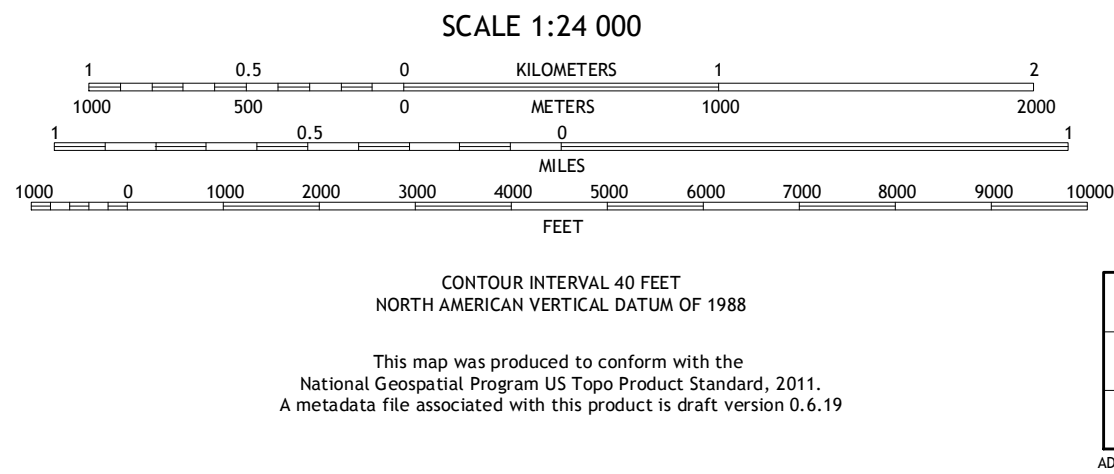 SCALE 1:24 000
1 0.5 0 KILOMETERS 1 2
1000 500 0 METERS 1000 2000
1 0.5 0 1
MILES
1000 0 1000 2000 3000 4000 5000 6000 7000 8000 9000 10000
FEET
CONTOUR INTERVAL 40 FEET
NORTH AMERICAN VERTICAL DATUM OF 1988
This map was produced to conform with the
National Geospatial Program US Topo Product Standard, 2011.
A metadata file associated with this product is draft version 0.6.19